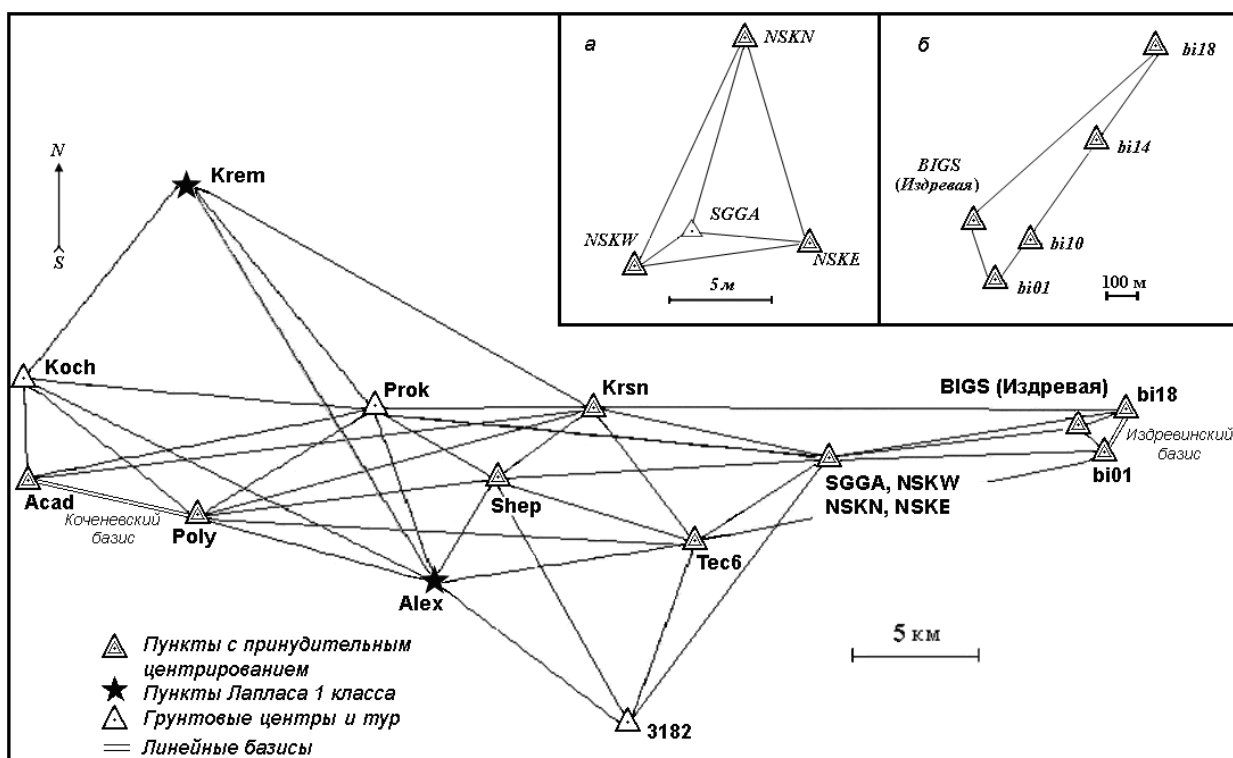 а
NSKN
SGGA
NSKW
NSKE
5 м
б
bi18
bi14
BIGS
(Издревая)
bi10
bi01
100 м
N
S
Krem
Koch
Prok
Krsn
BIGS (Издревая)
bi18
Издревинский
базис
bi01
Acad
Коченевский
базис
Poly
Shep
SGGA, NSKW
NSKN, NSKE
Tec6
Alex
5 км
3182
Пункты с принудительным
центрированием
Пункты Лапласа 1 класса
Грунтовые центры и тур
Линейные базисы